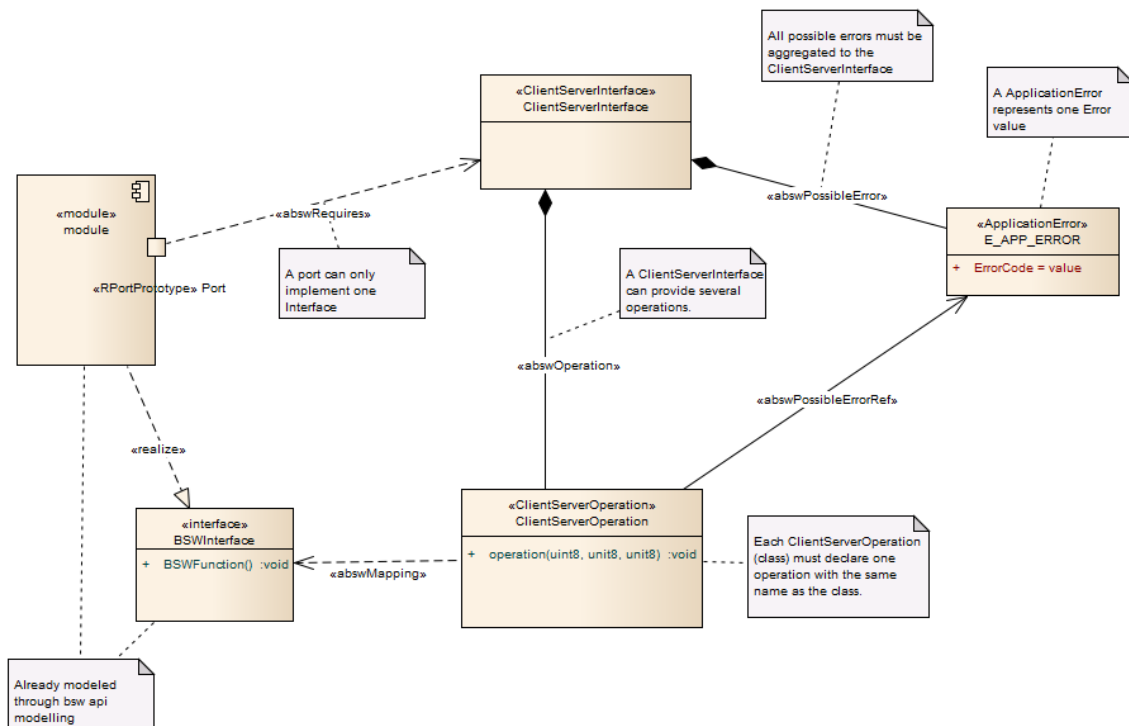 All possible errors must be
aggregated to the
ClientServerInterface
A ApplicationError
represents one Error
value
«ClientServerInterface»
ClientServerInterface
«abswPossibleError»
«module»
module
«abswRequires»
«ApplicationError»
E_APP_ERROR
+ ErrorCode = value
A port can only
implement one
Interface
A ClientServerInterface
can provide several
operations.
«RPortPrototype» Port
«abswOperation»
«abswPossibleErrorRef»
«realize»
«ClientServerOperation»
ClientServerOperation
+ operation(uint8, unit8, unit8) :void
«interface»
BSWInterface
+ BSWFunction() :void
«abswMapping»
Each ClientServerOperation
(class) must declare one
operation with the same
name as the class.
Already modeled
through bsw api
modelling